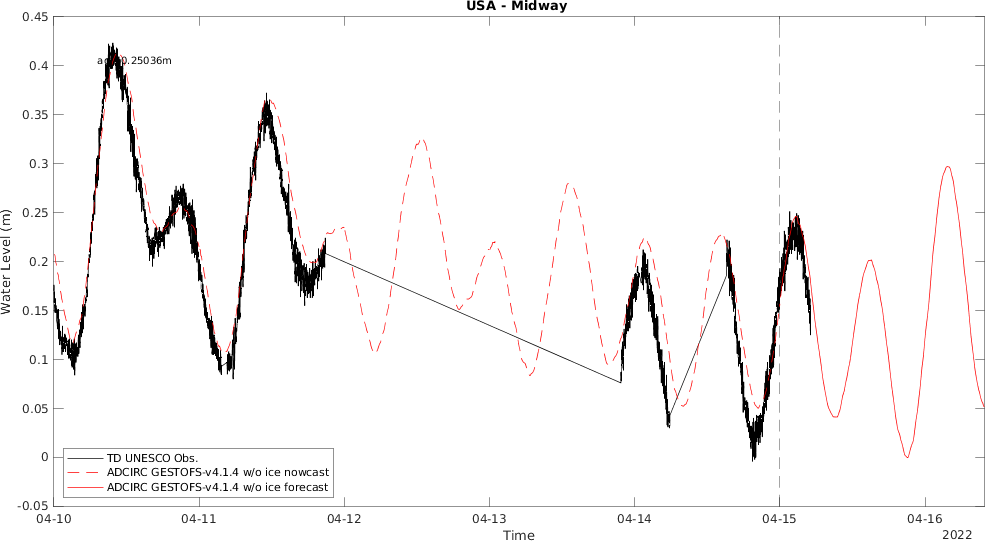 USA - Midway
0.25036m
Water Level (m)
0.45
0.4
0.35
0.3
0.25
0.2
0.15
0.1
0.05
0
-0.05
TD UNESCO Obs.
ADCIRC GESTOFS-v4.1.4 w/o ice nowcast
ADCIRC GESTOFS-v4.1.4 w/o ice forecast
04-10 04-11 04-12 04-13 04-14 04-15 04-16
Time
2022